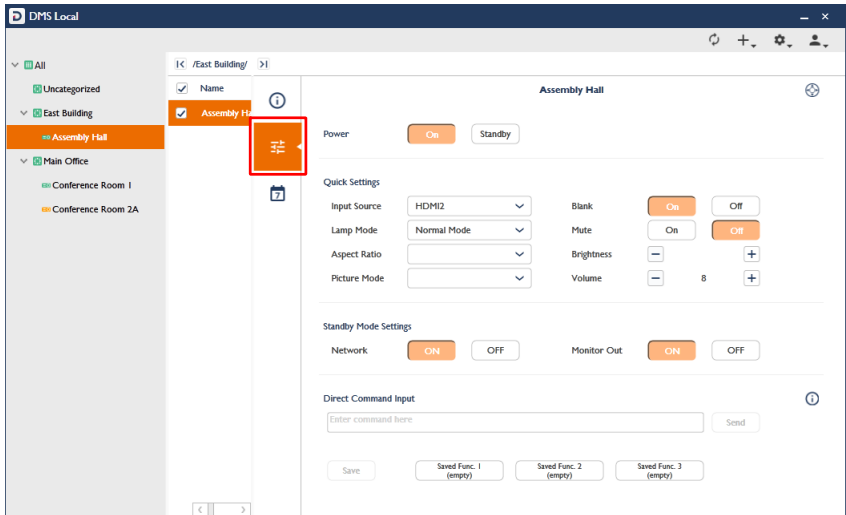 DMS Local
All
Uncategorized
East Building
Assembly Hall
Main Office
Conference Room 1
Conference Room 2A
/East Building/
Name
Assembly Ha
7
Assembly Hall
Power On Standby
Quick Settings
Input Source HDMI2 Blank On Off
Lamp Mode Normal Mode Mute On Off
Aspect Ratio Brightness
Picture Mode Volume 8
Standby Mode Settings
Network ON OFF Monitor Out ON OFF
Direct Command Input
Enter command here Send
Save
Saved Func. 1
(empty)
Saved Func. 2
(empty)
Saved Func. 3
(empty)